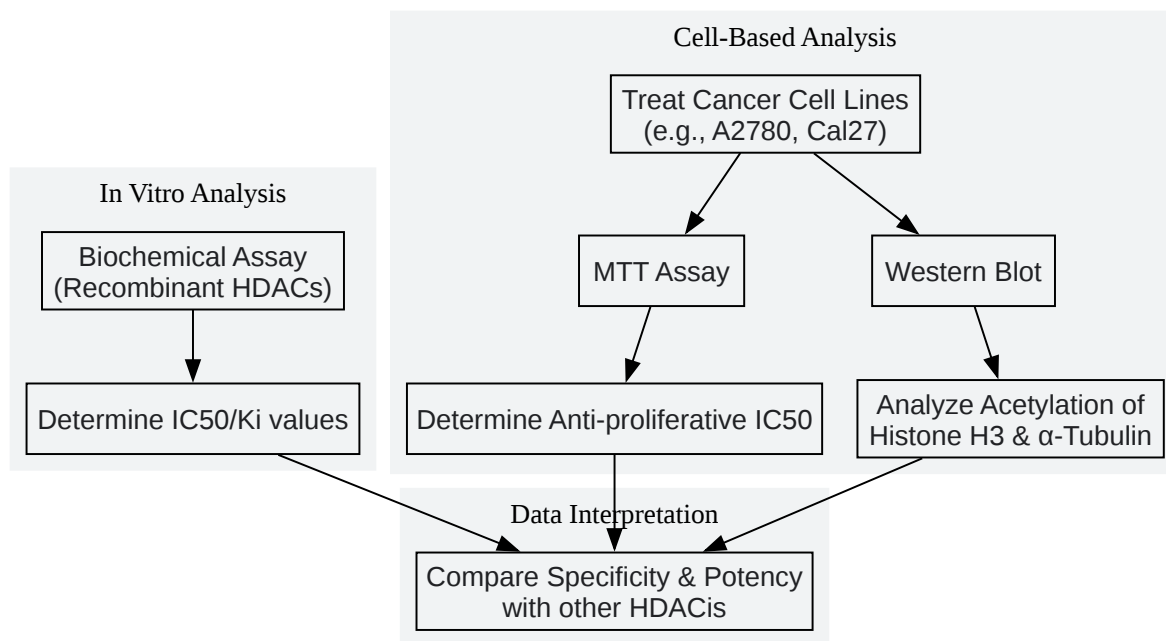 Cell-Based Analysis
Treat Cancer Cell Lines
(e.g., A2780, Cal27)
In Vitro Analysis
Biochemical Assay
(Recombinant HDACs)
MTT Assay
Western Blot
Determine IC50/Ki values
Determine Anti-proliferative IC50
Analyze Acetylation of
Histone H3 & α-Tubulin
Data Interpretation
Compare Specificity & Potency
with other HDACis